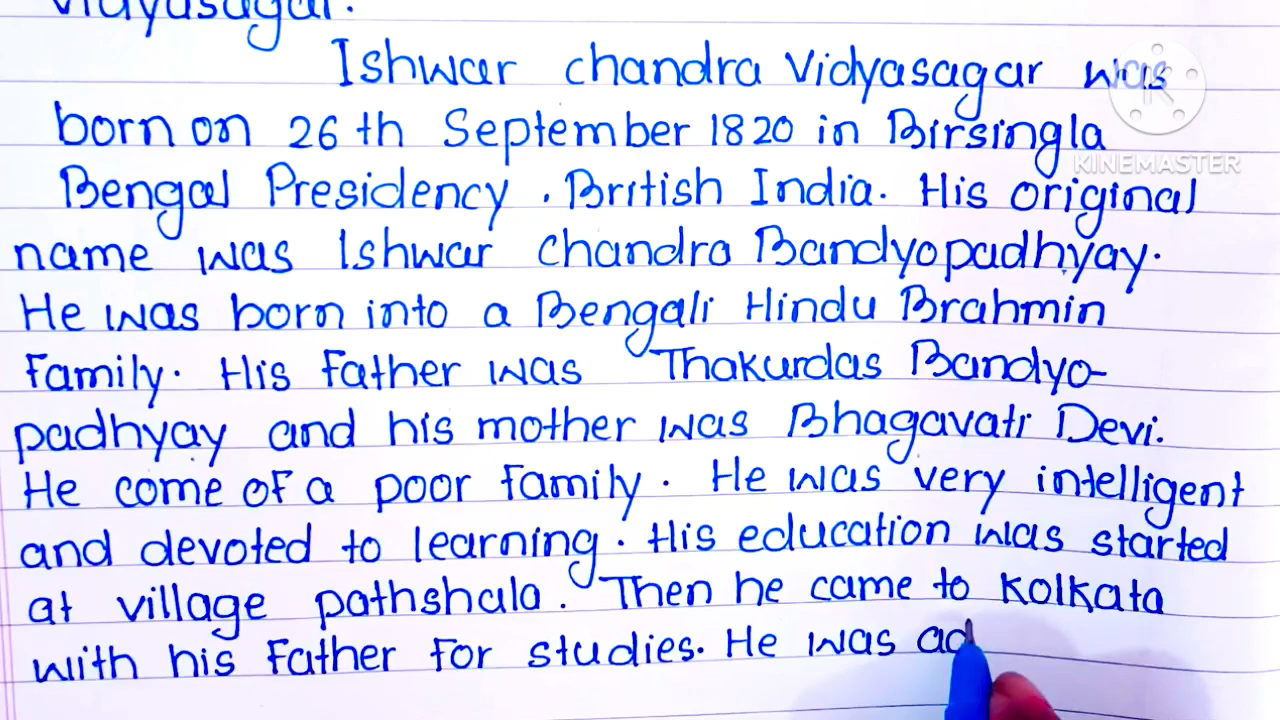 Vidyasagar.
Ishwar chandra Vidyasagar was
born on 26 th September 1820 in Birsingla
Bengal Presidency . British India. His original
name was Ishwar Chandra Bandyopadhyay.
He was born into a Bengali Hindu Brahmin
Family. His Father was Thakurdas Bandyo-
padhyay and his mother was Bhagavati Devi.
He come of a poor family. He was very intelligent
and devoted to learning. His education was started
at village pathshala. Then he came to Kolkata
with his Father for studies. He was ad
KINEMASTER